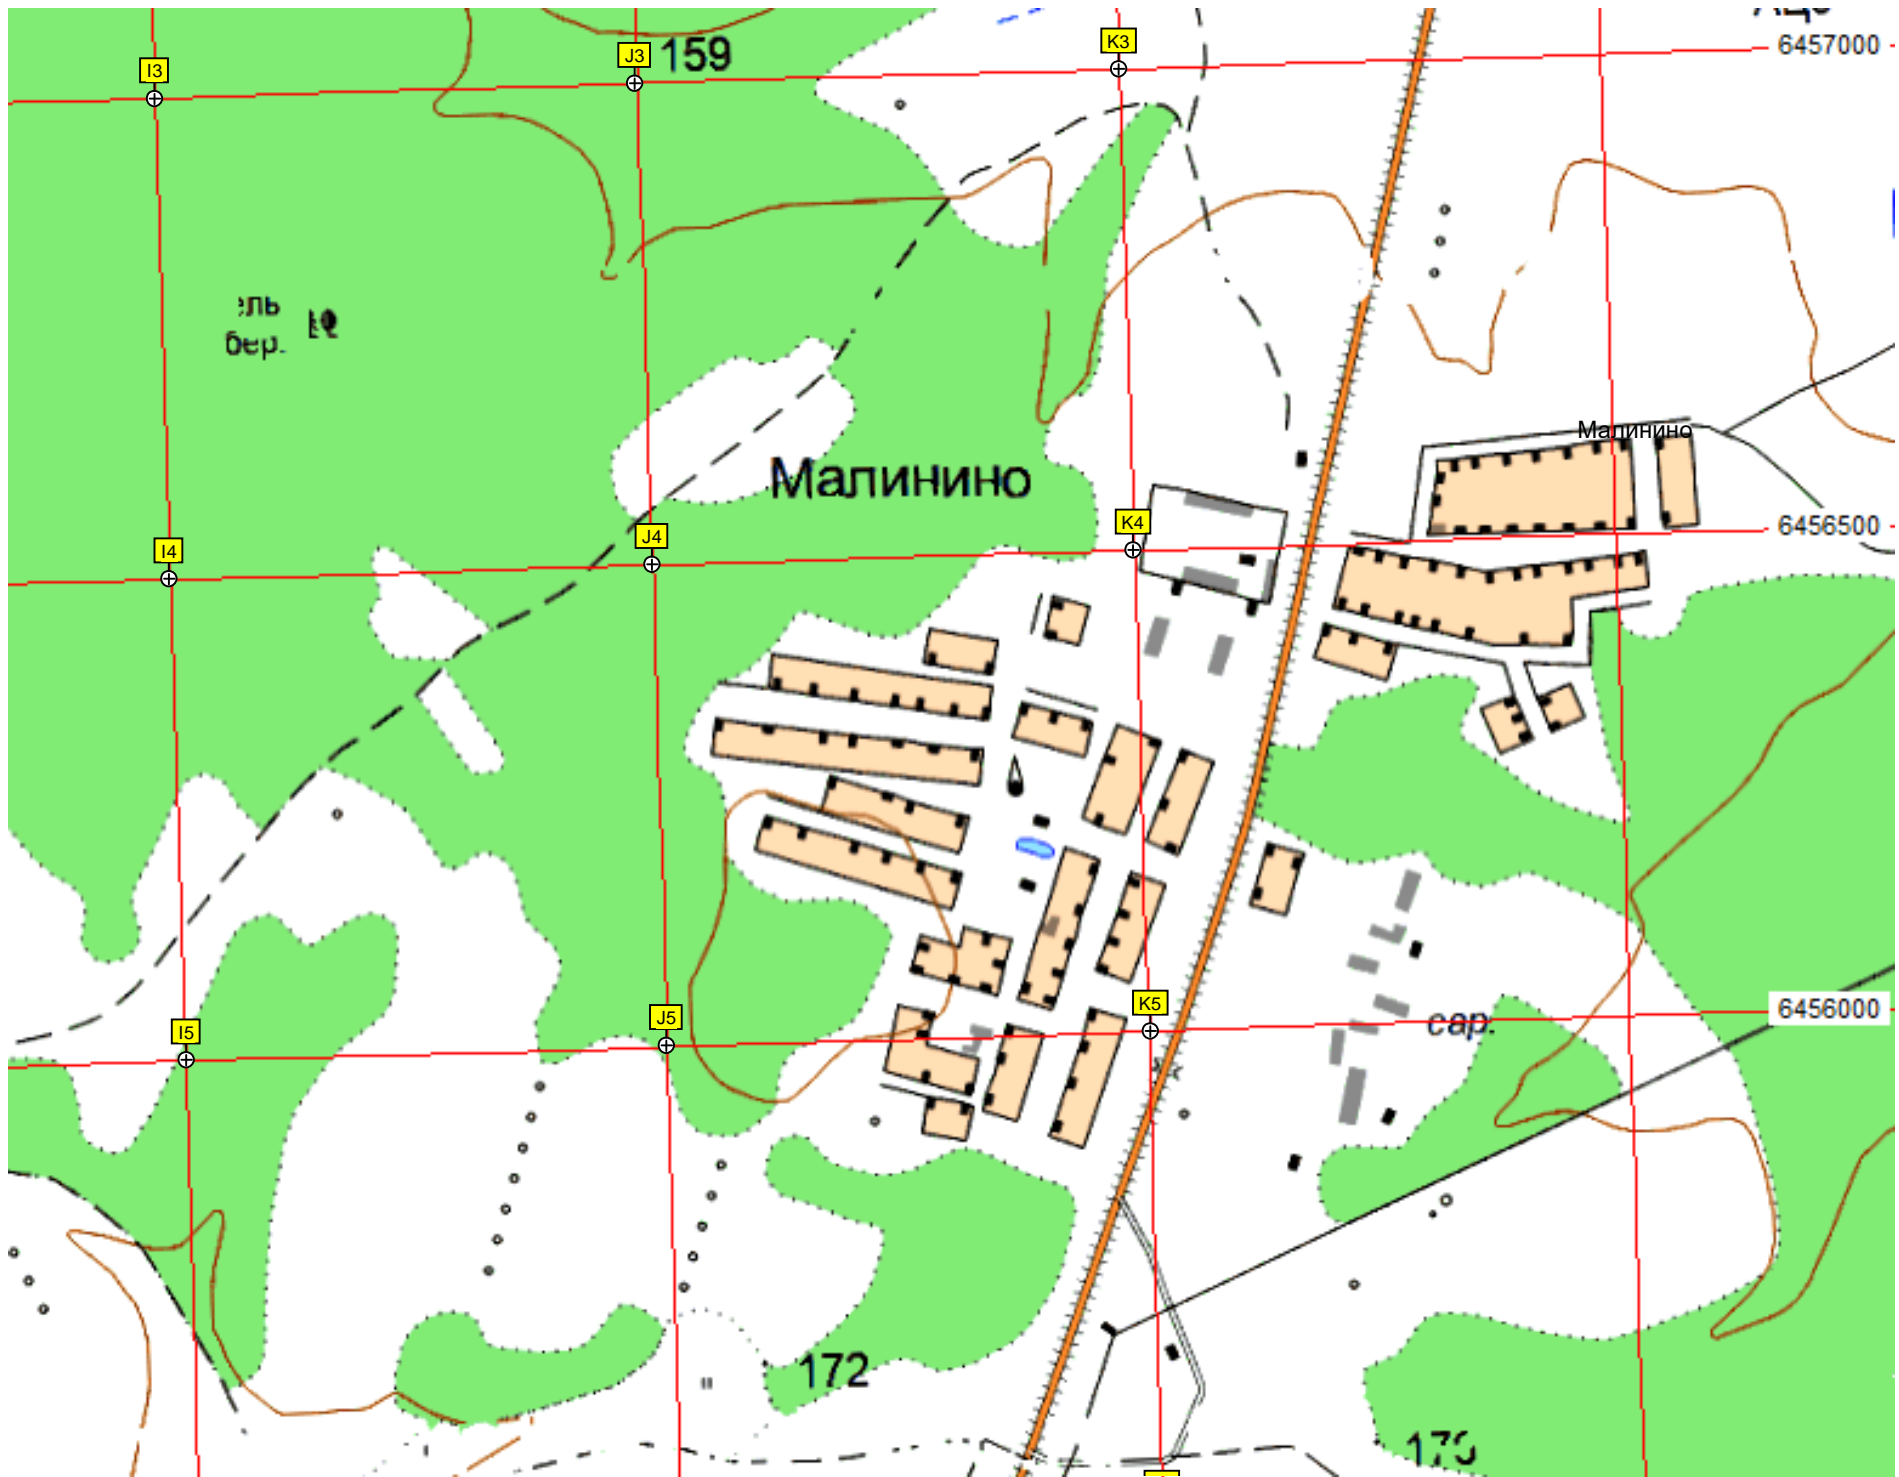 K3
6457000
J3
159
I3
бер.
Малинино
Малинино
K4
6456500
J4
I4
K5
6456000
J5
сар.
I5
172